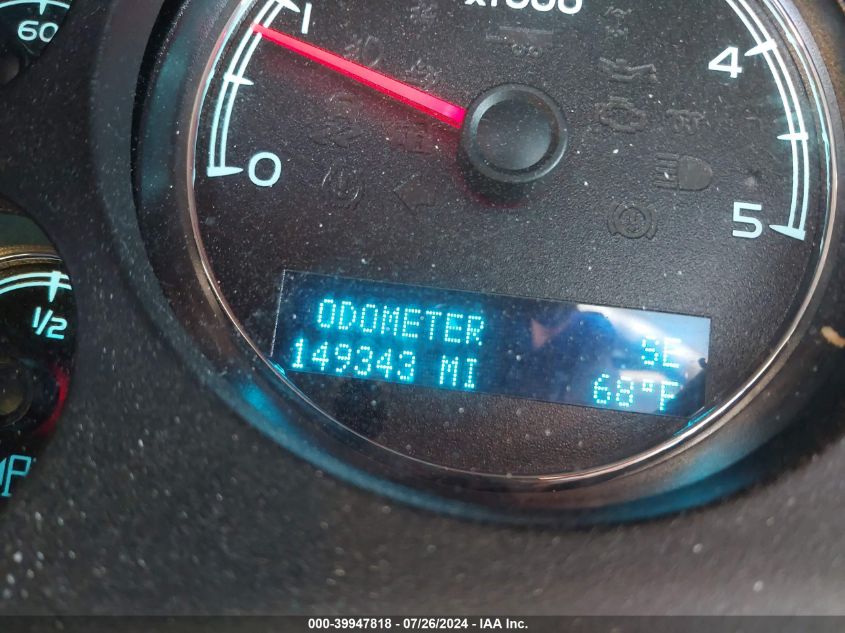 60
1
x1000
4
0
5
1/2
ODOMETER
SE
149343 MI
68°F
000-39947818 - 07/26/2024 - IAA Inc.